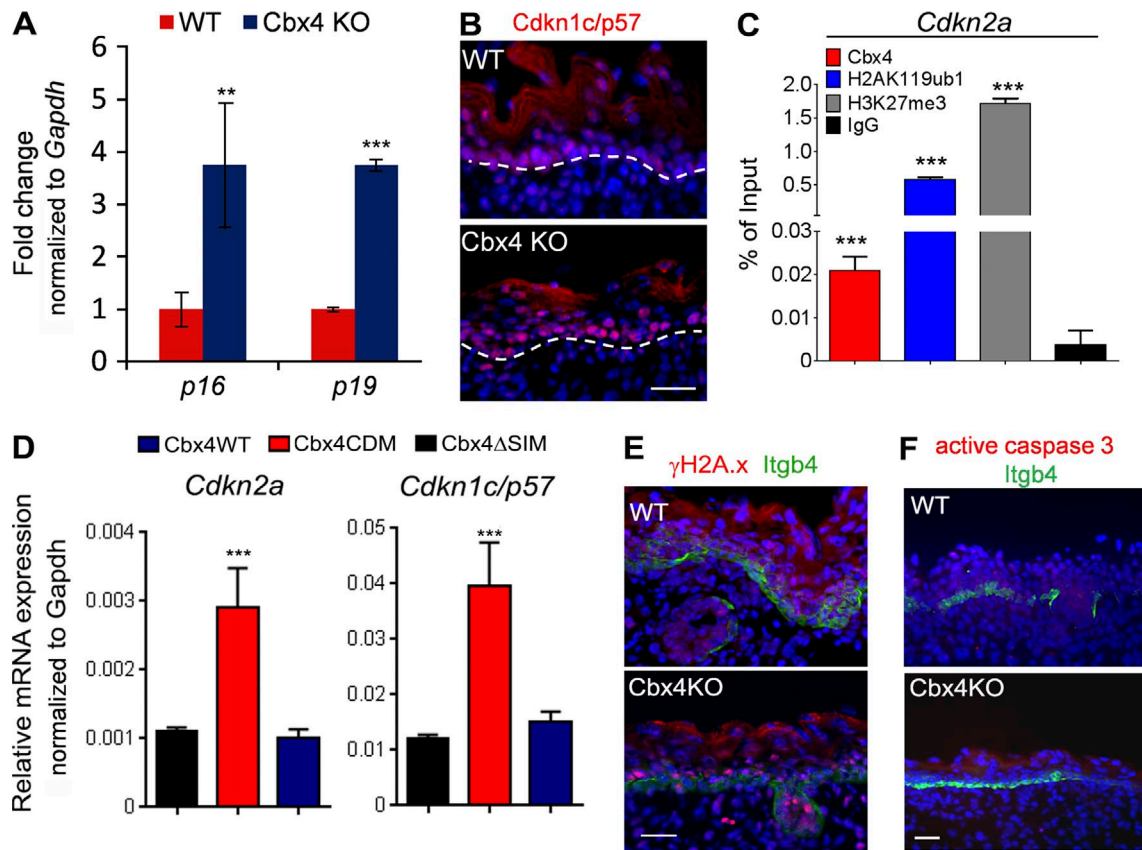 A
WT
Cbx4 KO
Fold change
normalized to Gapdh
6
5
4
3
2
1
0
**
***
p16
p19
B
Cdkn1c/p57
WT
Cbx4 KO
C
Cdkn2a
Cbx4
H2AK119ub1
H3K27me3
IgG
% of Input
2.0
1.5
1.0
0.5
0.03
0.02
0.01
0
***
***
***
D
Cbx4WT
Cbx4CDM
Cbx4ΔSIM
Relative mRNA expression
normalized to Gapdh
Cdkn2a
0.004
0.003
0.002
0.001
0
***
Cdkn1c/p57
0.05
0.04
0.03
0.02
0.01
0
***
E
γH2A.x Itgb4
WT
Cbx4KO
F
active caspase 3
Itgb4
WT
Cbx4KO